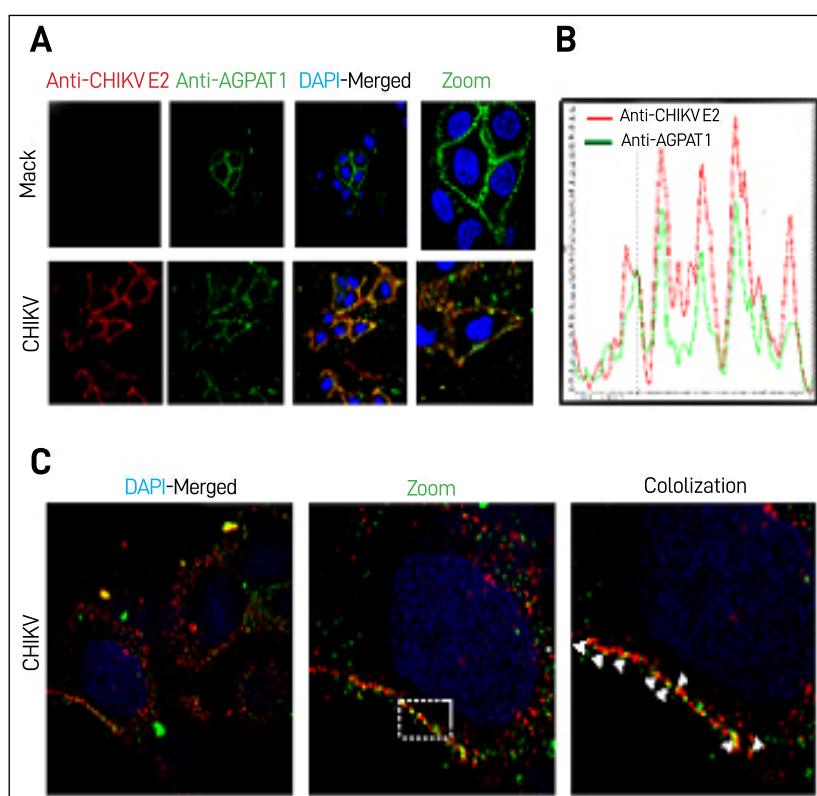 A
B
Anti-CHIKV E2 Anti-AGPAT1 DAPI-Merged Zoom
Anti-CHIKV E2
Anti-AGPAT1
Mack
CHIKV
C
DAPI-Merged Zoom Cololization
CHIKV